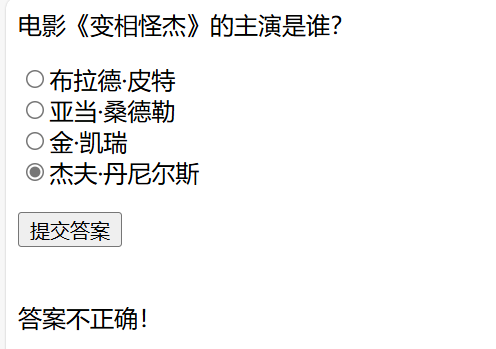 电影《变相怪杰》的主演是谁？
布拉德·皮特
亚当·桑德勒
金·凯瑞
杰夫·丹尼尔斯
提交答案
答案不正确！